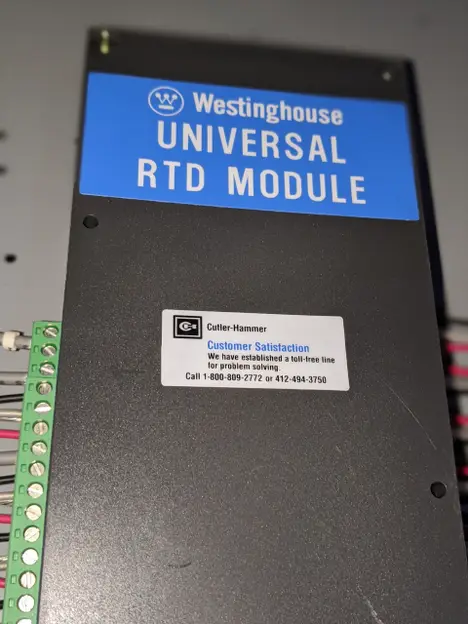 Westinghouse
UNIVERSAL
RTD MODULE
Cutler-Hammer
Customer Satisfaction
We have established a toll-free line
for problem solving.
Call 1-800-809-2772 or 412-494-3750